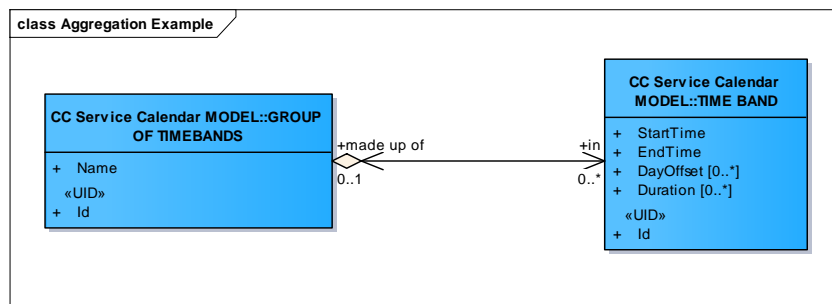 class Aggregation Example
CC Service Calendar MODEL::GROUP
OF TIMEBANDS
+ Name
«UID»
+ Id
+made up of
0..1
+in
0..*
CC Service Calendar
MODEL::TIME BAND
+ StartTime
+ EndTime
+ DayOffset [0..*]
+ Duration [0..*]
«UID»
+ Id